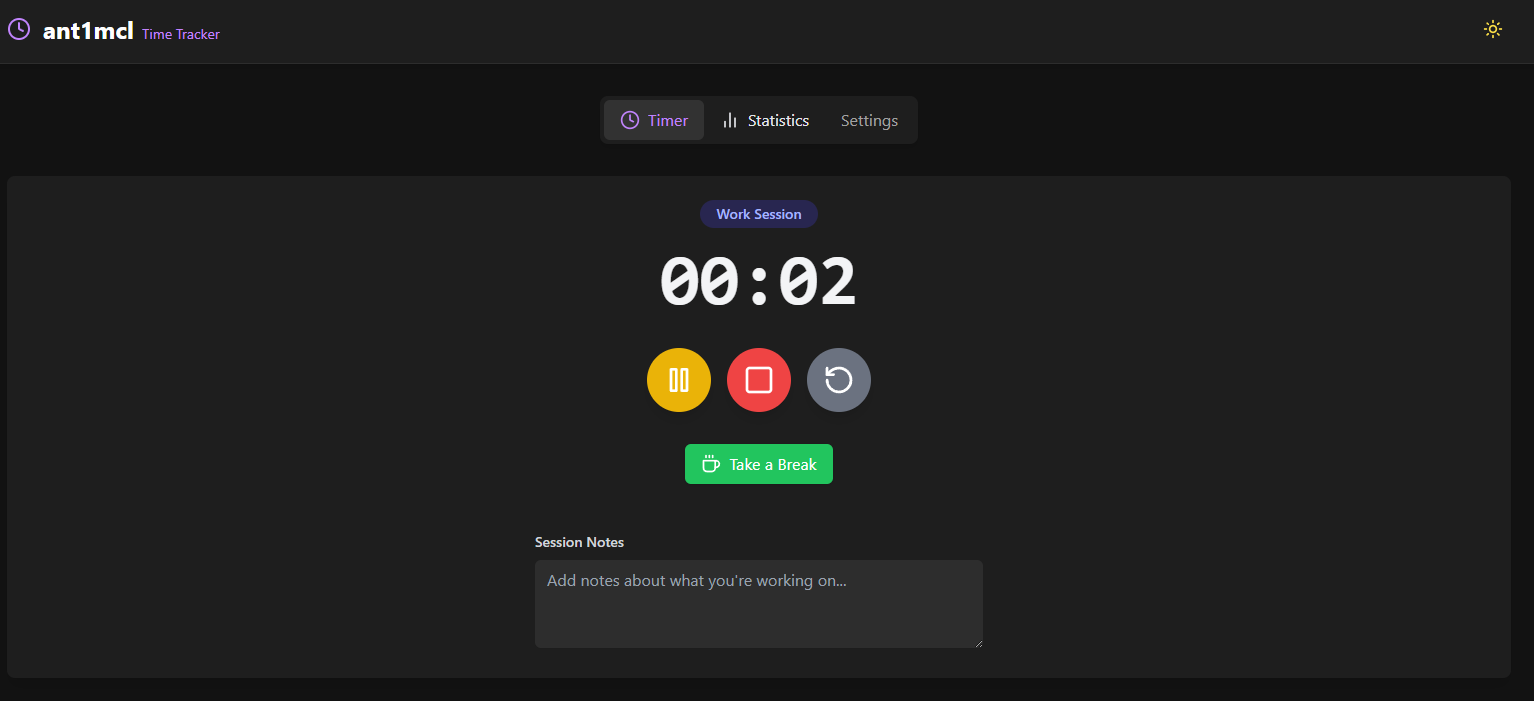 ant1mcl Time Tracker
Timer Statistics Settings
Work Session
00:02
Take a Break
Session Notes
Add notes about what you're working on...